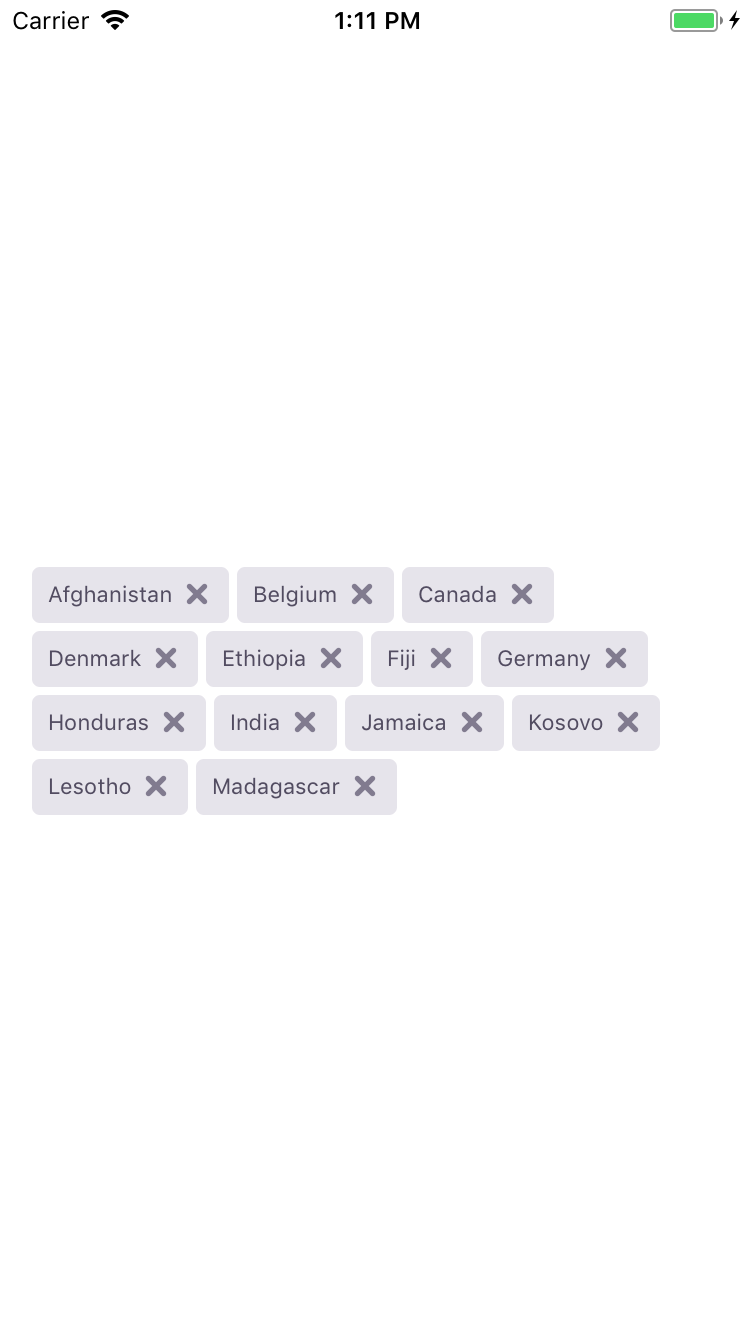 Carrier 1:11 PM
Afghanistan Belgium Canada
Denmark Ethiopia Fiji Germany
Honduras India Jamaica Kosovo
Lesotho Madagascar